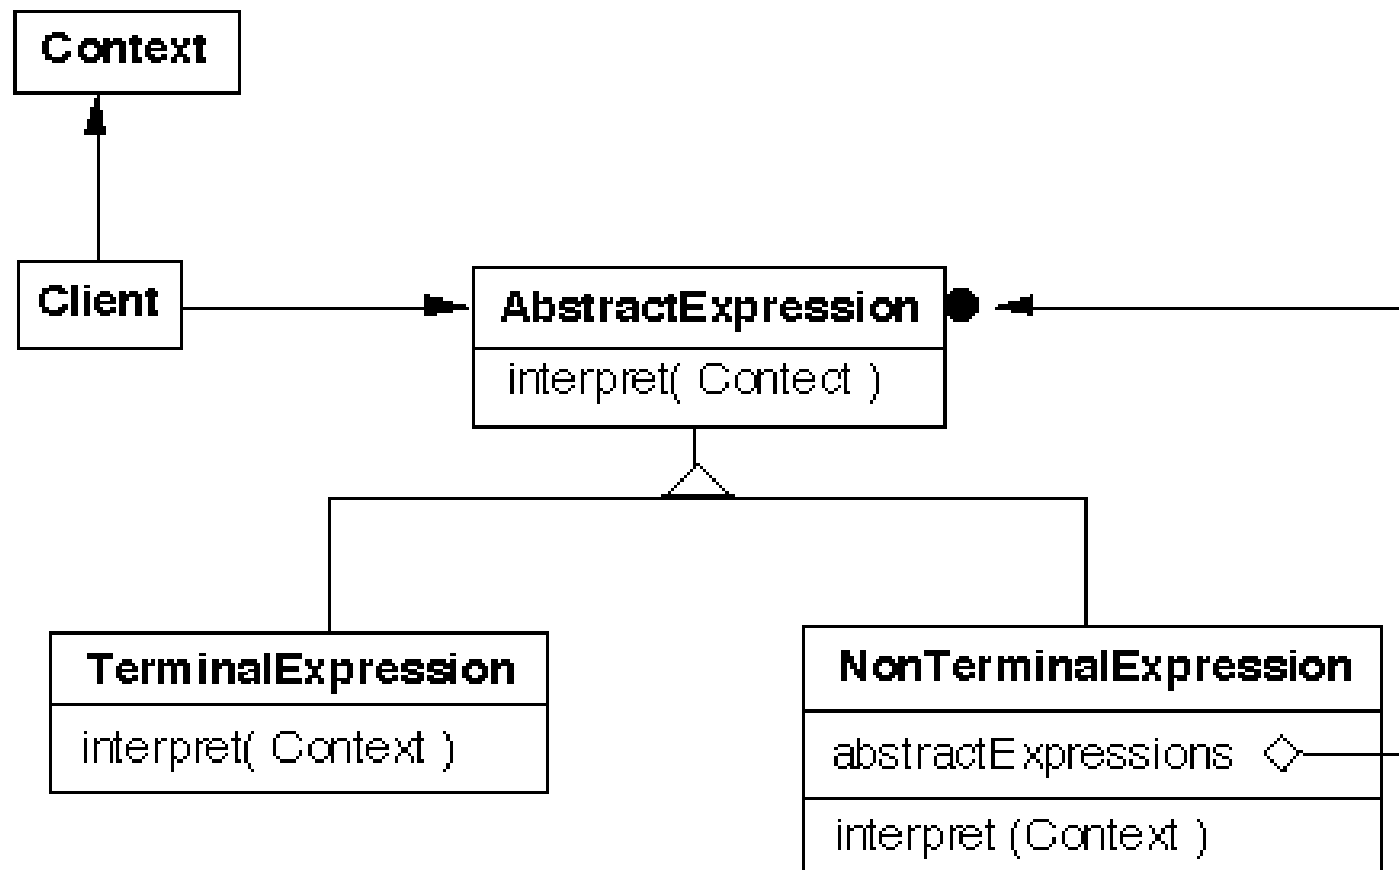 Context
Client
AbstractExpression
interpret( Contect )
TerminalExpression
interpret( Context )
NonTerminalExpression
abstractExpressions
interpret (Context )